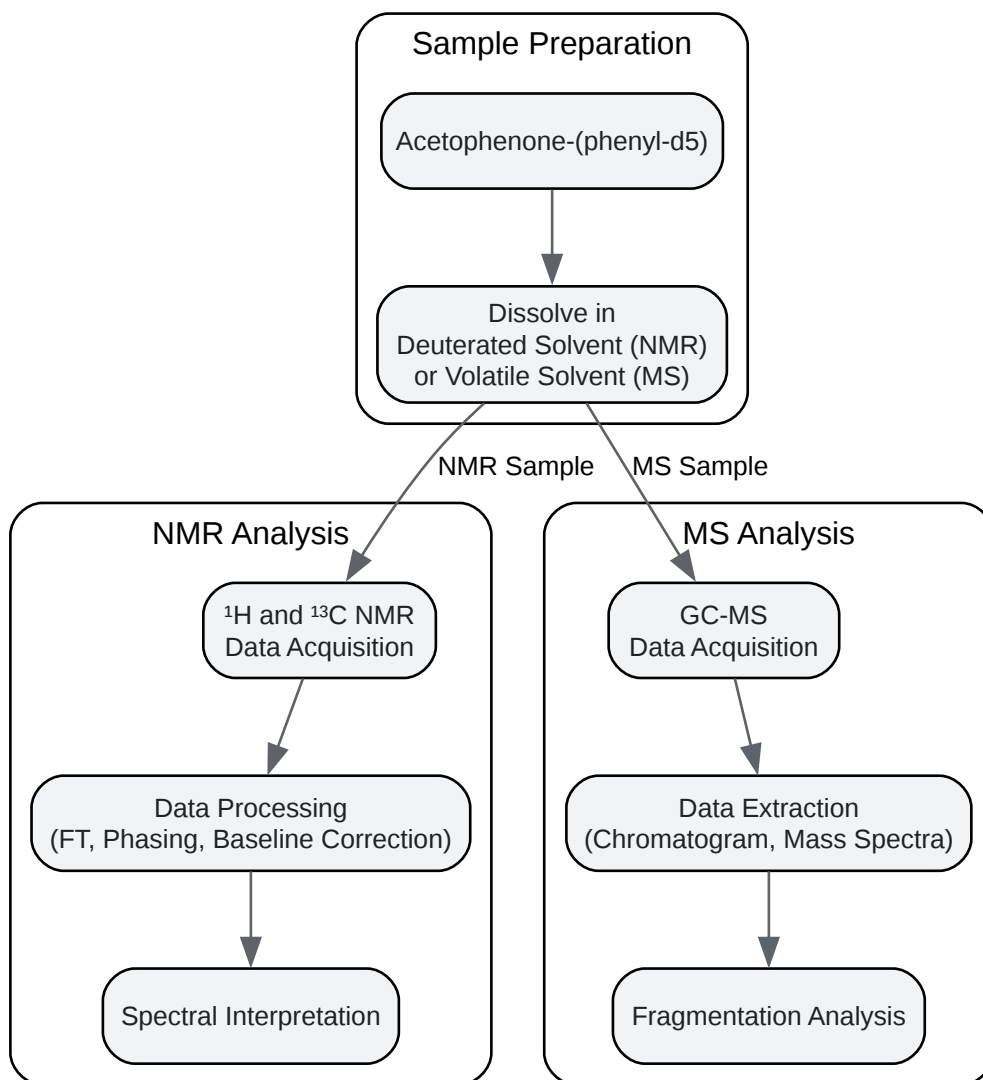 Sample Preparation
Acetophenone-(phenyl-d5)
Dissolve in
Deuterated Solvent (NMR)
or Volatile Solvent (MS)
NMR Sample
MS Sample
NMR Analysis
¹H and ¹³C NMR
Data Acquisition
Data Processing
(FT, Phasing, Baseline Correction)
Spectral Interpretation
MS Analysis
GC-MS
Data Acquisition
Data Extraction
(Chromatogram, Mass Spectra)
Fragmentation Analysis